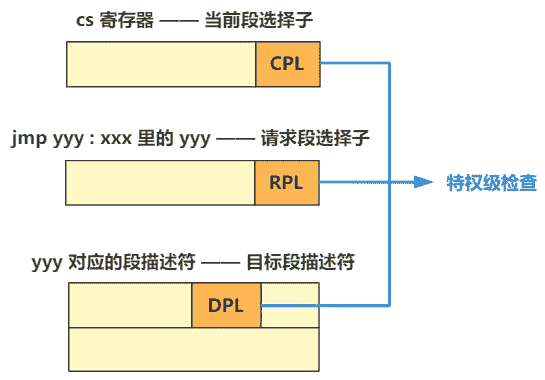 cs 寄存器 —— 当前段选择子
CPL
jmp yyy : xxx 里的 yyy —— 请求段选择子
RPL
特权级检查
yyy 对应的段描述符 —— 目标段描述符
DPL